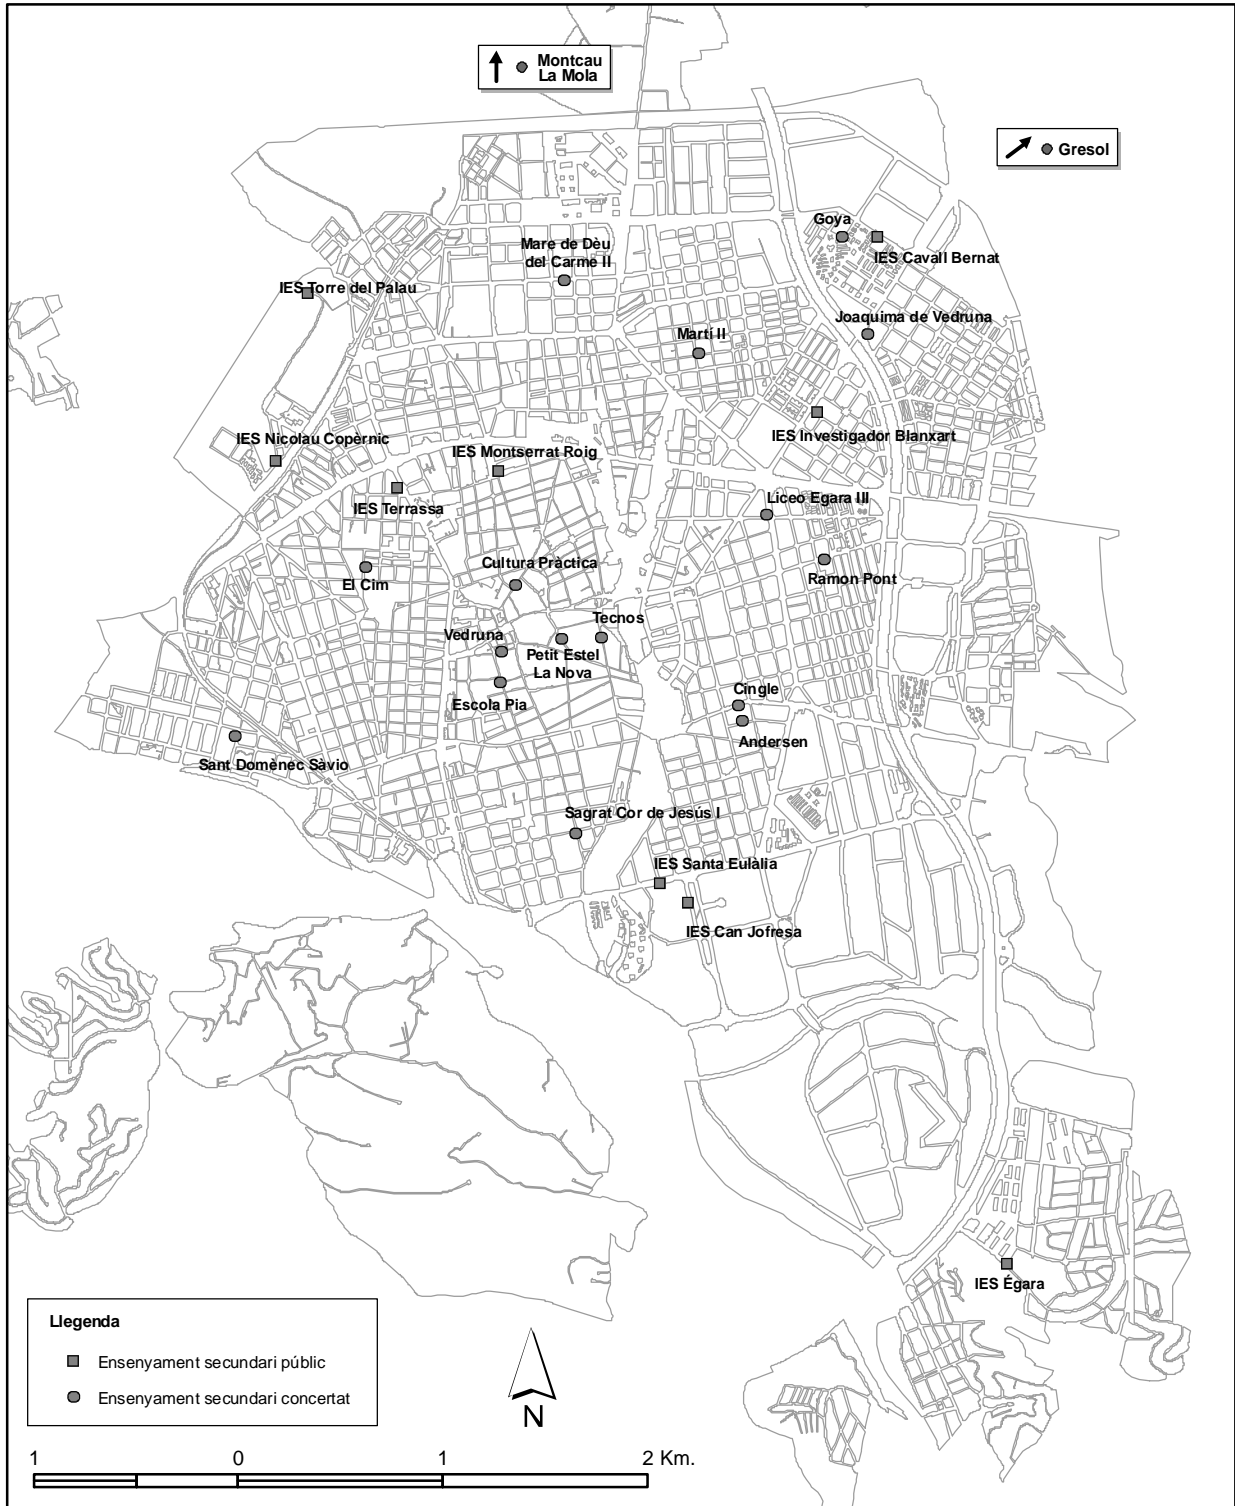 Montcau
La Mola
Gresol
Goya
Mare de Dèu
del Carme II
IES Cavall Bernat
IES Torre del Palau
Joaquima de Vedruna
Martí II
IES Nicolau Copèrnic
IES Investigador Blanxart
IES Montserrat Roig
Liceo Egara III
IES Terrassa
Cultura Pràctica
El Cim
Ramon Pont
Tecnos
Vedruna
Petit Estel
La Nova
Cingle
Escola Pia
Andersen
Sant Domènec Sàvio
Sagrat Cor de Jesús I
IES Santa Eulàlia
IES Can Jofresa
IES Égara
Llegenda
Ensenyament secundari públic
Ensenyament secundari concertat
N
1 0 1 2 Km.